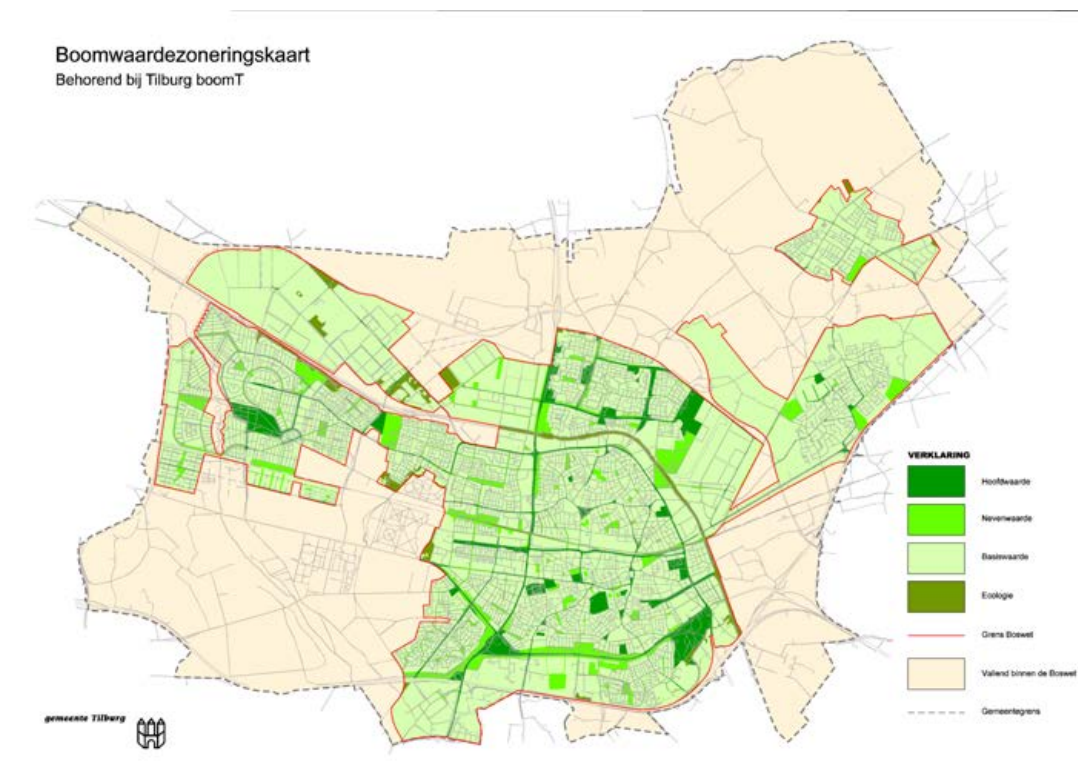 Boomwaardezoneringskaart
Behorend bij Tilburg boomT
VERKLARING
Hoofdwaarde
Nevenwaarde
Basiswaarde
Ecologie
Grens Boswet
Vallend binnen de Boswet
Gemeentegrens
gemeente Tilburg